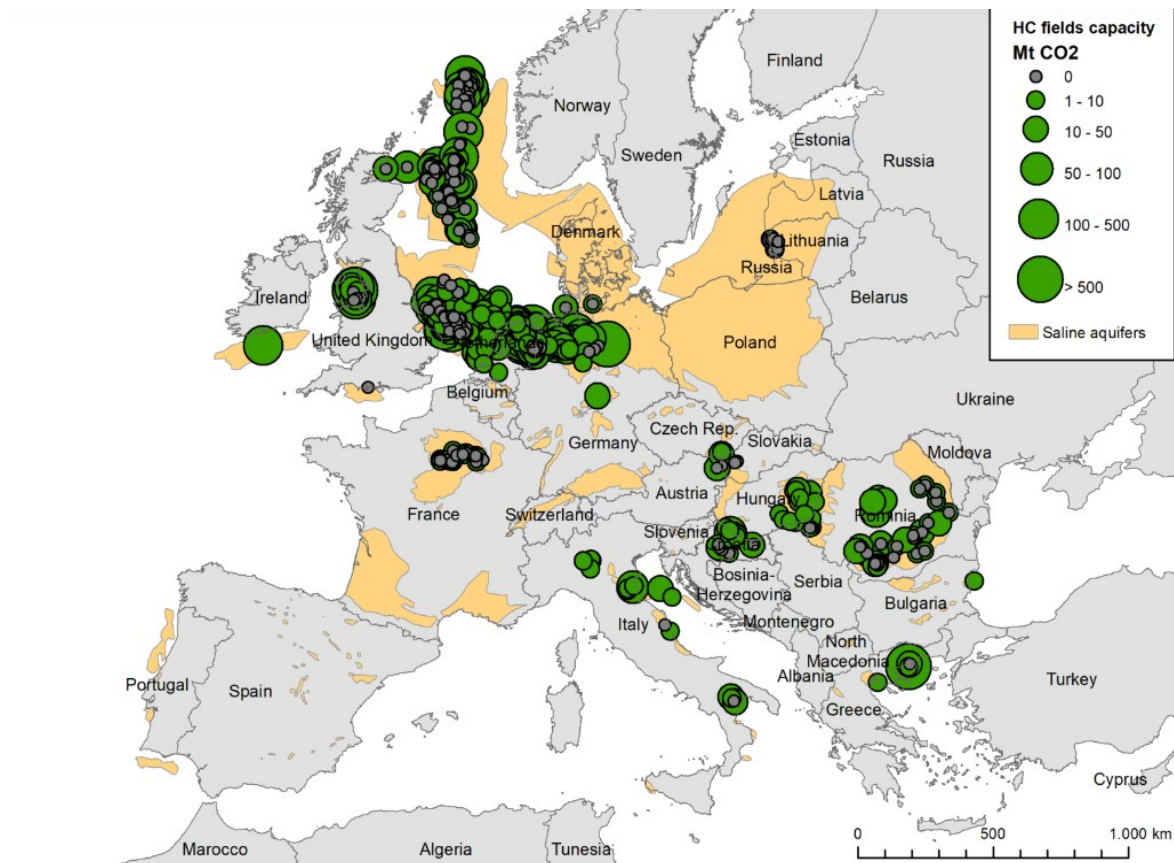 HC fields capacity
Mt CO2
0
1 - 10
10 - 50
50 - 100
100 - 500
> 500
Saline aquifers
Finland
Norway
Sweden
Estonia
Russia
Latvia
Denmark
Lithuania
Russia
Belarus
Ireland
United Kingdom
Poland
Belgium
Ukraine
Czech Rep.
Germany
Slovakia
Moldova
Austria
Hungary
France
Switzerland
Slovenia
Bosinia-
Herzegovina
Serbia
Bulgaria
Italy
Montenegro
North
Macedonia
Albania
Portugal
Spain
Turkey
Greece
Cyprus
0
500
1.000 km
Marocco
Algeria
Tunesia